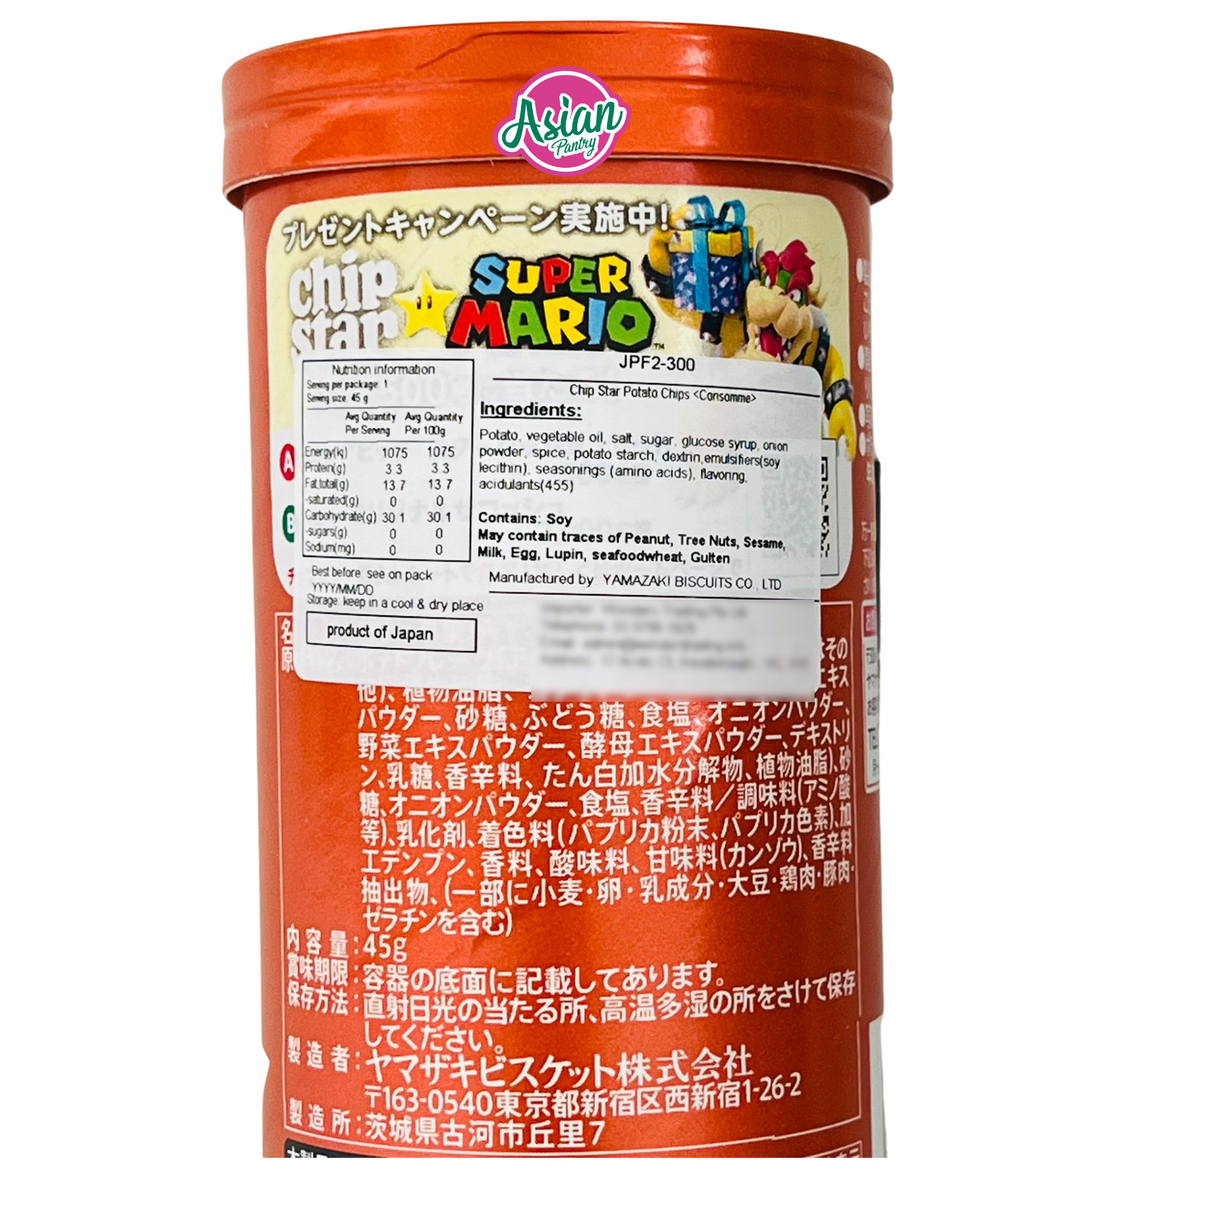 Asian
Pantry
プレゼントキャンペーン実施中!
chip
star
SUPER
MARIO
™
JPF2-300
Chip Star Potato Chips <Consomme>
Nutrition information
Serving per package: 1
Serving size: 45 g
Avg Quantity Avg Quantity
Per Serving Per 100g
Energy(kj) 1075 1075
Protein(g) 3.3 3.3
Fat,total(g) 13.7 13.7
-saturated(g) 0 0
Carbohydrate(g) 30.1 30.1
-sugars(g) 0 0
Sodium(mg) 0 0
Best before: see on pack
YYYY/MM/DD
Storage: keep in a cool & dry place
product of Japan
Ingredients:
Potato, vegetable oil, salt, sugar, glucose syrup, onion
powder, spice, potato starch, dextrin,emulsifiers(soy
lecithin), seasonings (amino acids), flavoring,
acidulants(455)
Contains: Soy
May contain traces of Peanut, Tree Nuts, Sesame,
Milk, Egg, Lupin, seafoodwheat, Gulten
Manufactured by: YAMAZAKI BISCUITS CO., LTD
A
名
原
その
他)、植物油脂、
エキス
パウダー、砂糖、ぶどう糖、食塩、オニオンパウダー、
野菜エキスパウダー、酵母エキスパウダー、デキストリ
ン、乳糖、香辛料、たん白加水分解物、植物油脂)、砂
糖、オニオンパウダー、食塩、香辛料／調味料(アミノ酸
等)、乳化剤、着色料(パプリカ粉末、パプリカ色素)、加
工デンプン、香料、酸味料、甘味料(カンゾウ)、香辛料
抽出物、(一部に小麦・卵・乳成分・大豆・鶏肉・豚肉・
ゼラチンを含む)
内容量:45g
賞味期限:容器の底面に記載してあります。
保存方法:直射日光の当たる所、高温多湿の所をさけて保存
してください。
製造者:ヤマザキビスケット株式会社
〒163-0540東京都新宿区西新宿1-26-2
製造所:茨城県古河市丘里7